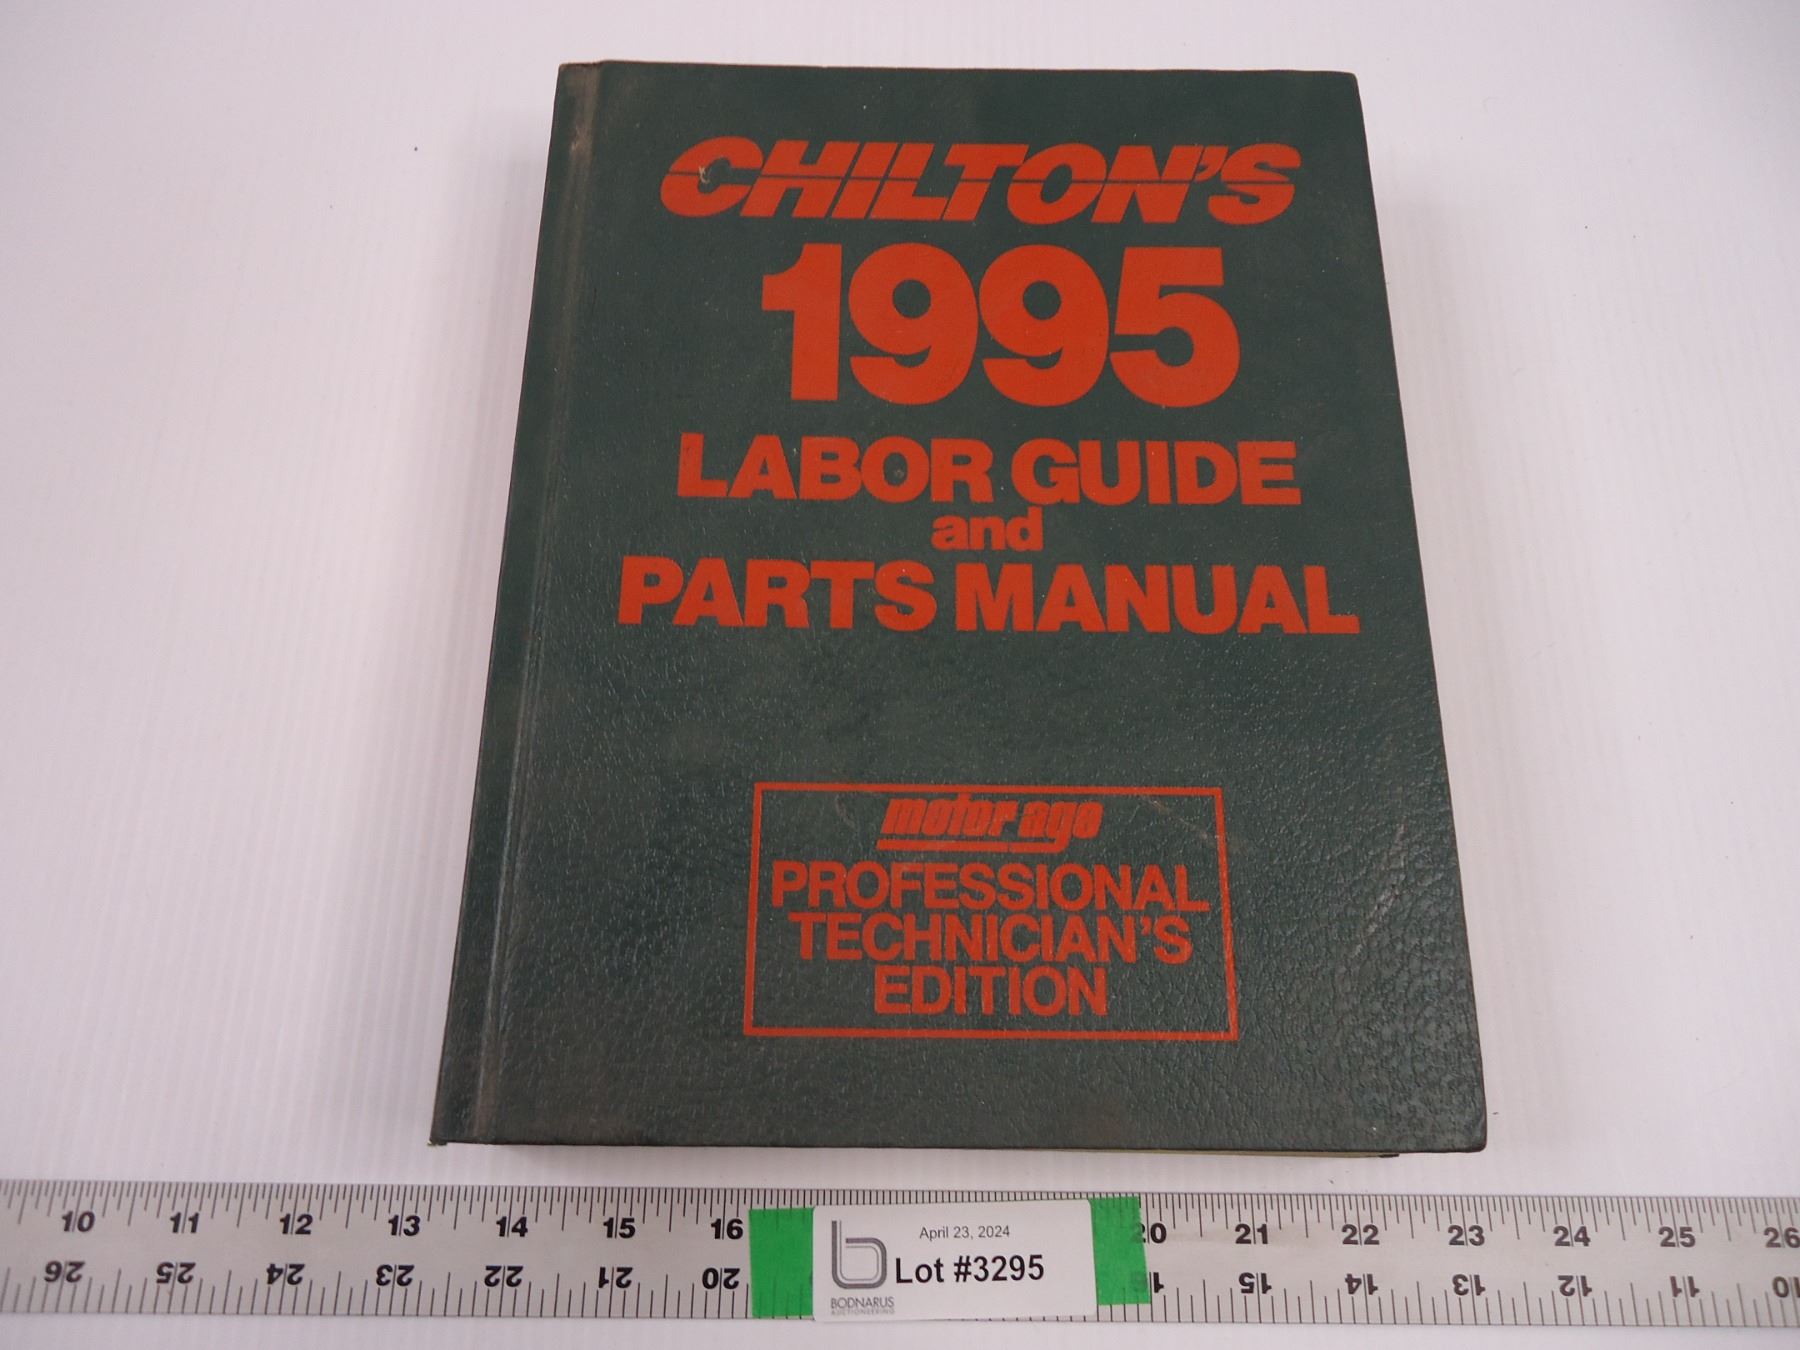 CHILTON'S
1995
LABOR GUIDE
and
PARTS MANUAL
motor age
PROFESSIONAL
TECHNICIAN'S
EDITION
10 11 12 13 14 15 16 20 21 22 23 24 25 26
26 25 24 23 22 21 20 16 15 14 13 12 11 10
April 23, 2024
Lot #3295
BODNARUS
AUCTIONEERING